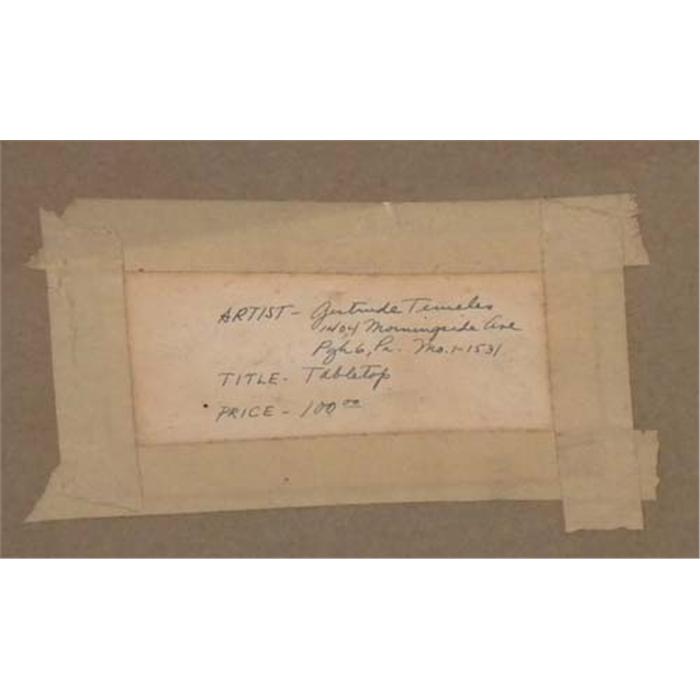 ARTIST - Gertrude Temeles
1404 Morningside Ave
Pgh 6, Pa. Mo. 1-1531
TITLE - Tabletop
PRICE - 100 00